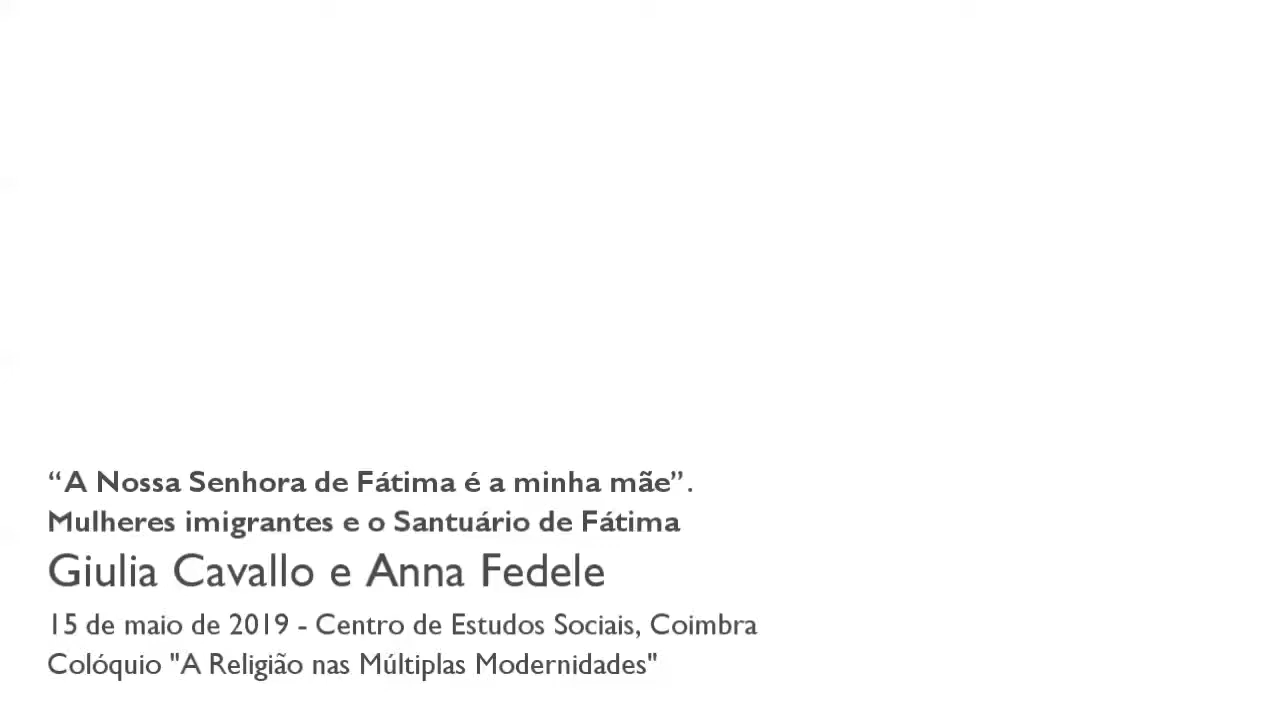 “A Nossa Senhora de Fátima é a minha mãe”.
Mulheres imigrantes e o Santuário de Fátima
Giulia Cavallo e Anna Fedele
15 de maio de 2019 - Centro de Estudos Sociais, Coimbra
Colóquio "A Religião nas Múltiplas Modernidades"